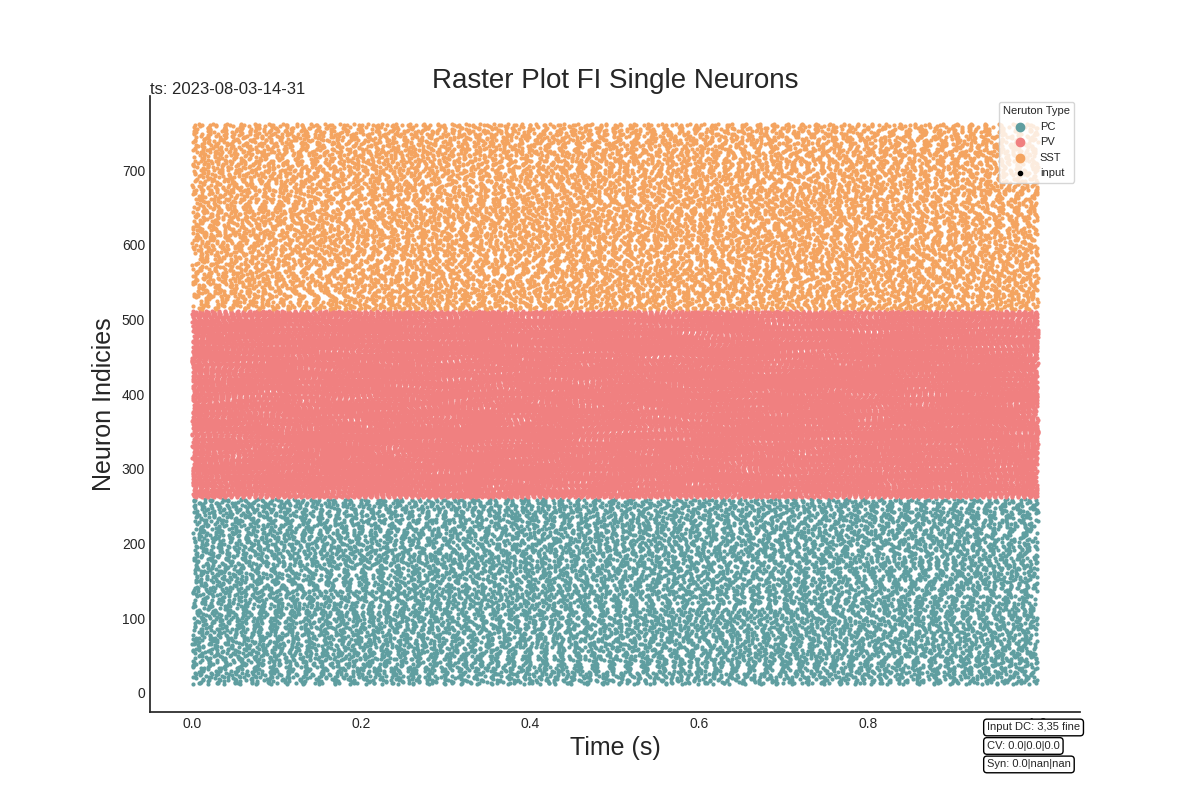 Raster Plot FI Single Neurons
ts: 2023-08-03-14-31
Neruton Type
PC
PV
SST
input
700
600
500
400
300
200
100
0
Neuron Indicies
0.0 0.2 0.4 0.6 0.8
Time (s)
Input DC: 3,35 fine
CV: 0.0|0.0|0.0
Syn: 0.0|nan|nan